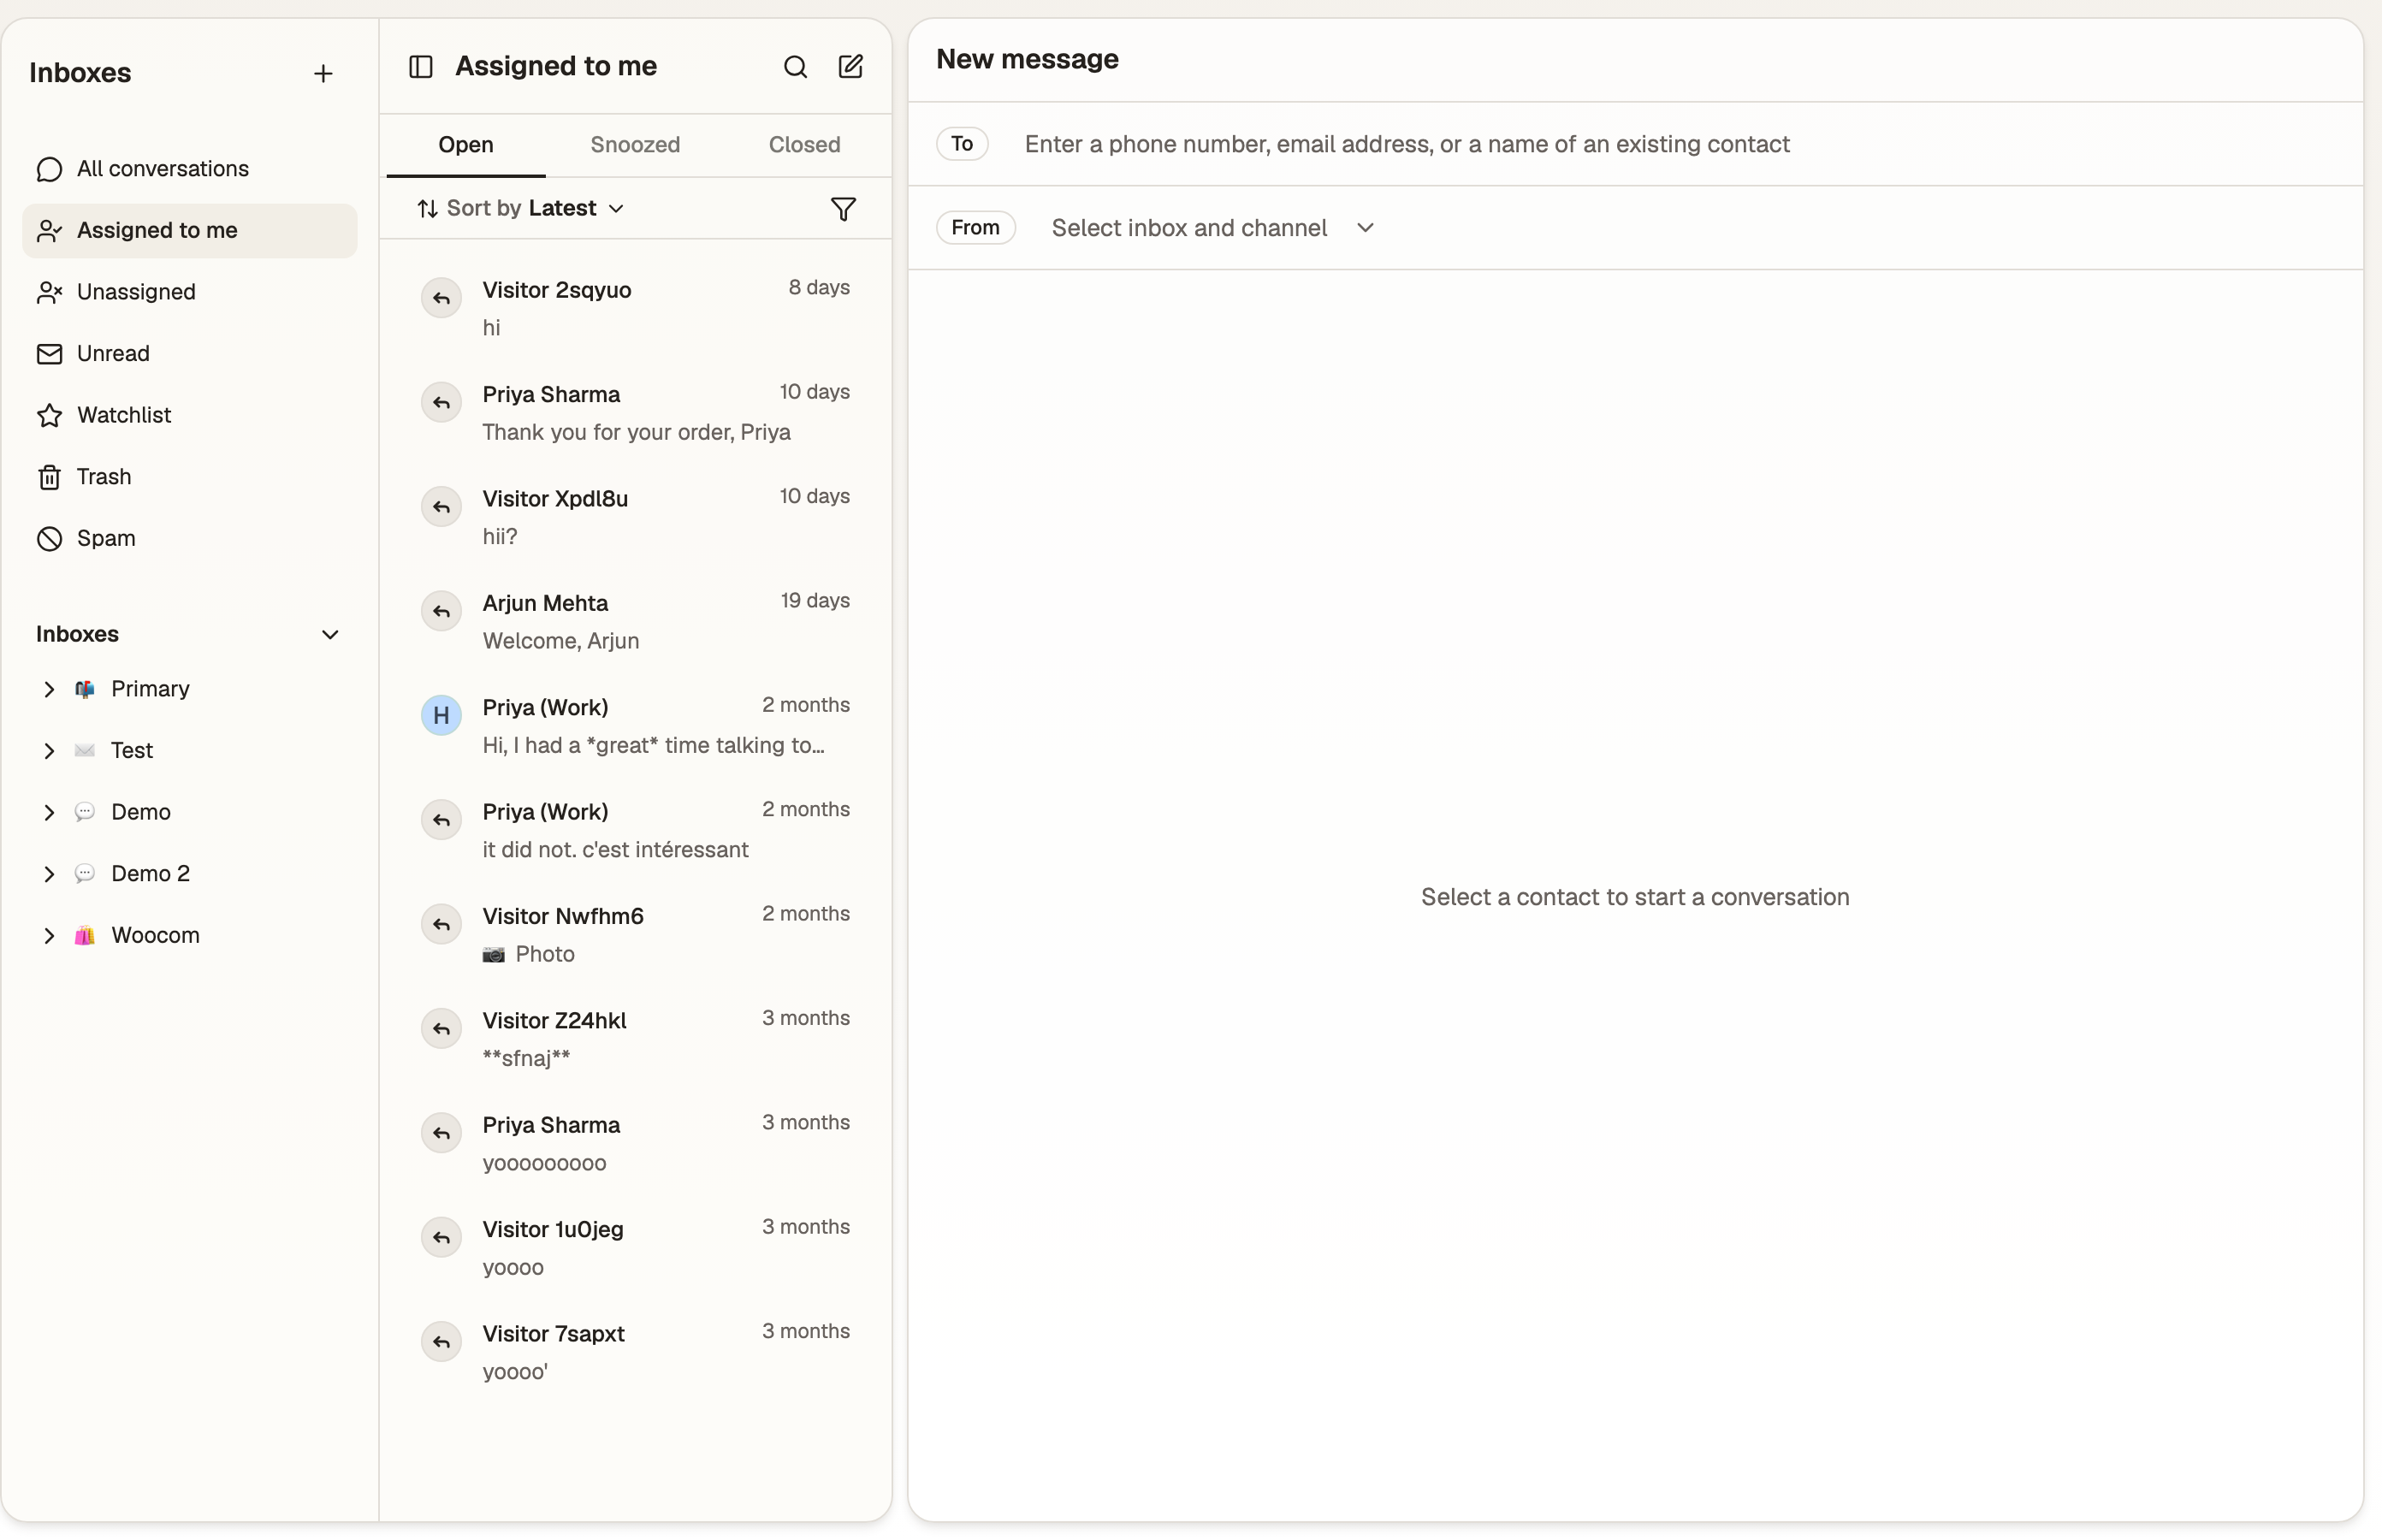 Inboxes
All conversations
Assigned to me
Unassigned
Unread
Watchlist
Trash
Spam
Inboxes
Primary
Test
Demo
Demo 2
Woocom
Assigned to me
Open Snoozed Closed
Sort by Latest
Visitor 2sqyuo 8 days
hi
Priya Sharma 10 days
Thank you for your order, Priya
Visitor Xpdl8u 10 days
hii?
Arjun Mehta 19 days
Welcome, Arjun
H Priya (Work) 2 months
Hi, I had a *great* time talking to...
Priya (Work) 2 months
it did not. c'est intéressant
Visitor Nwfhm6 2 months
📷 Photo
Visitor Z24hkl 3 months
**sfnaj**
Priya Sharma 3 months
yooooooooo
Visitor 1u0jeg 3 months
yoooo
Visitor 7sapxt 3 months
yoooo'
New message
To Enter a phone number, email address, or a name of an existing contact
From Select inbox and channel
Select a contact to start a conversation